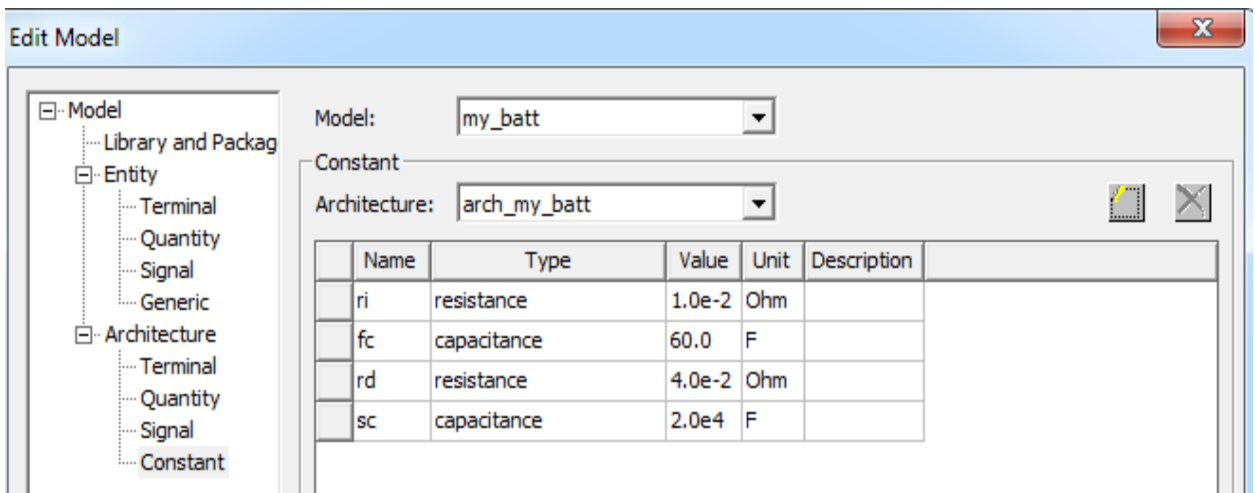 Edit Model
Model
Library and Packag
Entity
Terminal
Quantity
Signal
Generic
Architecture
Terminal
Quantity
Signal
Constant
Model: my_batt
Constant
Architecture: arch_my_batt
Name Type Value Unit Description
ri resistance 1.0e-2 Ohm
fc capacitance 60.0 F
rd resistance 4.0e-2 Ohm
sc capacitance 2.0e4 F